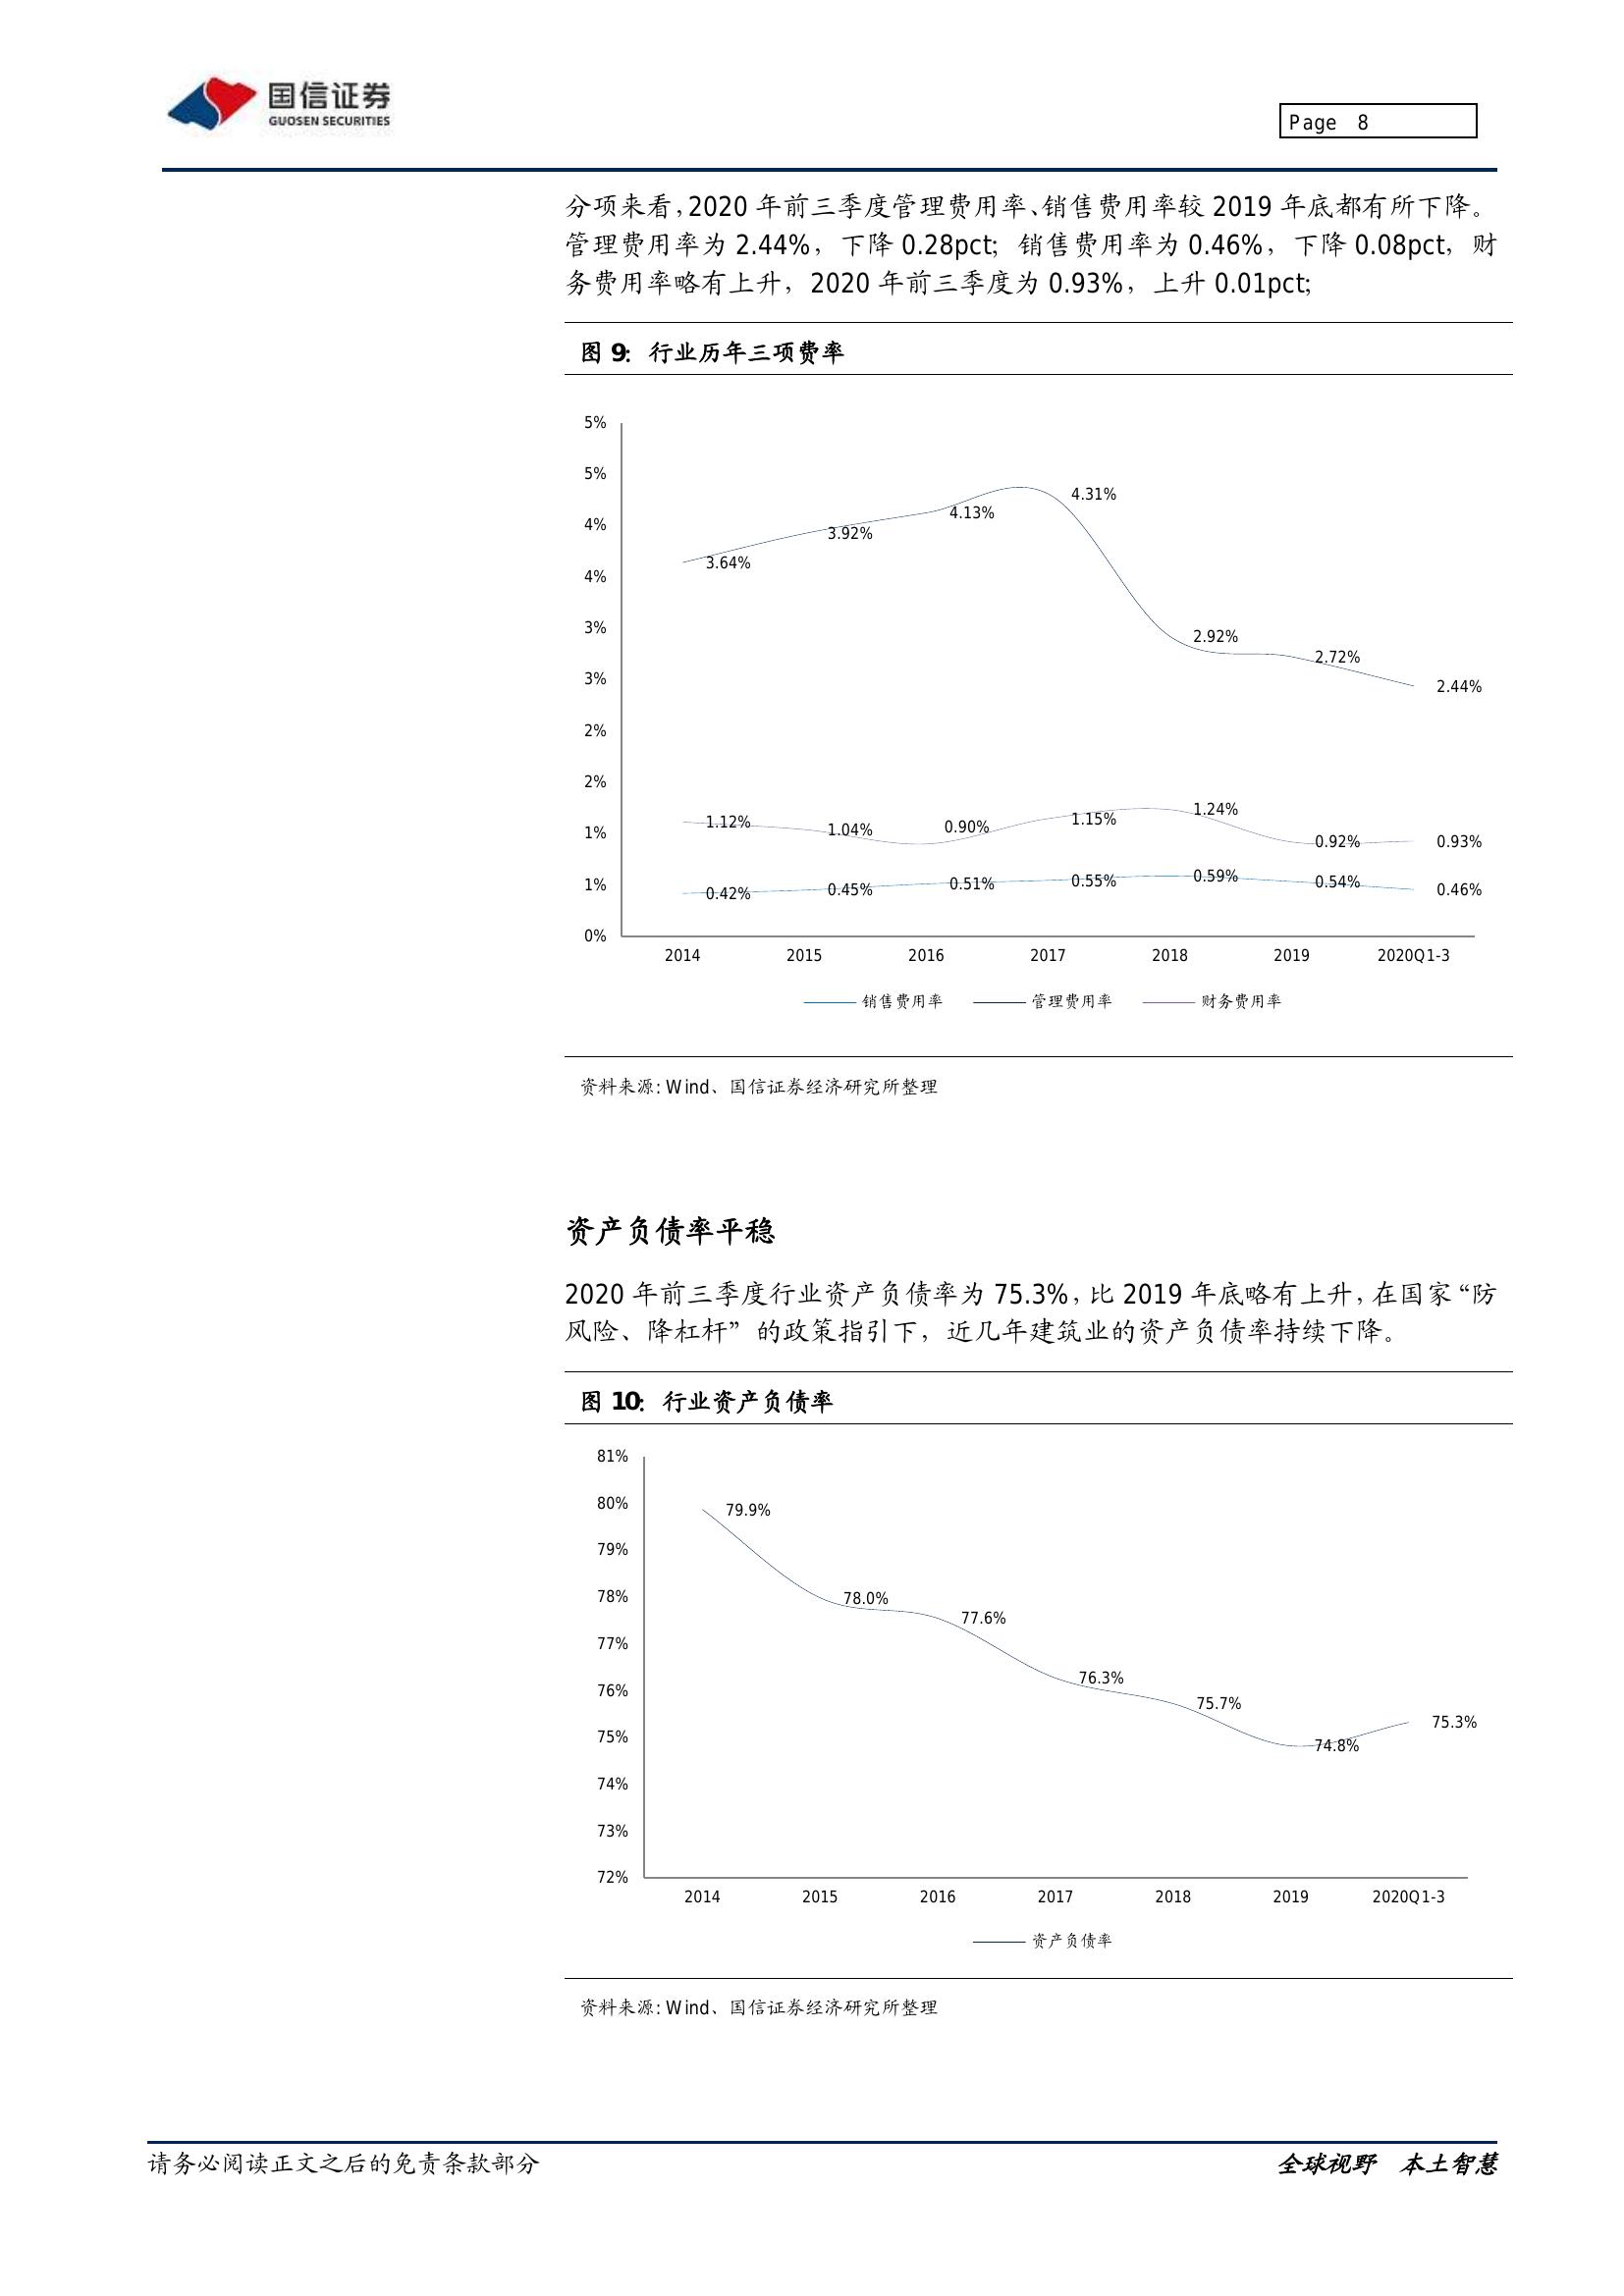 国信证券
GUOSEN SECURITIES
Page 8
分项来看，2020 年前三季度管理费用率、销售费用率较 2019 年底都有所下降。
管理费用率为 2.44%，下降 0.28pct；销售费用率为 0.46%，下降 0.08pct，财
务费用率略有上升，2020 年前三季度为 0.93%，上升 0.01pct；
图 9：行业历年三项费率
5%
5%
4%
4%
3%
3%
2%
2%
1%
1%
0%
3.64%
3.92%
4.13%
4.31%
2.92%
2.72%
2.44%
1.12%
1.04%
0.90%
1.15%
1.24%
0.92%
0.93%
0.42%
0.45%
0.51%
0.55%
0.59%
0.54%
0.46%
2014 2015 2016 2017 2018 2019 2020Q1-3
销售费用率 管理费用率 财务费用率
资料来源：Wind、国信证券经济研究所整理
资产负债率平稳
2020 年前三季度行业资产负债率为 75.3%，比 2019 年底略有上升，在国家“防
风险、降杠杆”的政策指引下，近几年建筑业的资产负债率持续下降。
图 10：行业资产负债率
81%
80%
79%
78%
77%
76%
75%
74%
73%
72%
79.9%
78.0%
77.6%
76.3%
75.7%
74.8%
75.3%
2014 2015 2016 2017 2018 2019 2020Q1-3
资产负债率
资料来源：Wind、国信证券经济研究所整理
请务必阅读正文之后的免责条款部分
全球视野 本土智慧